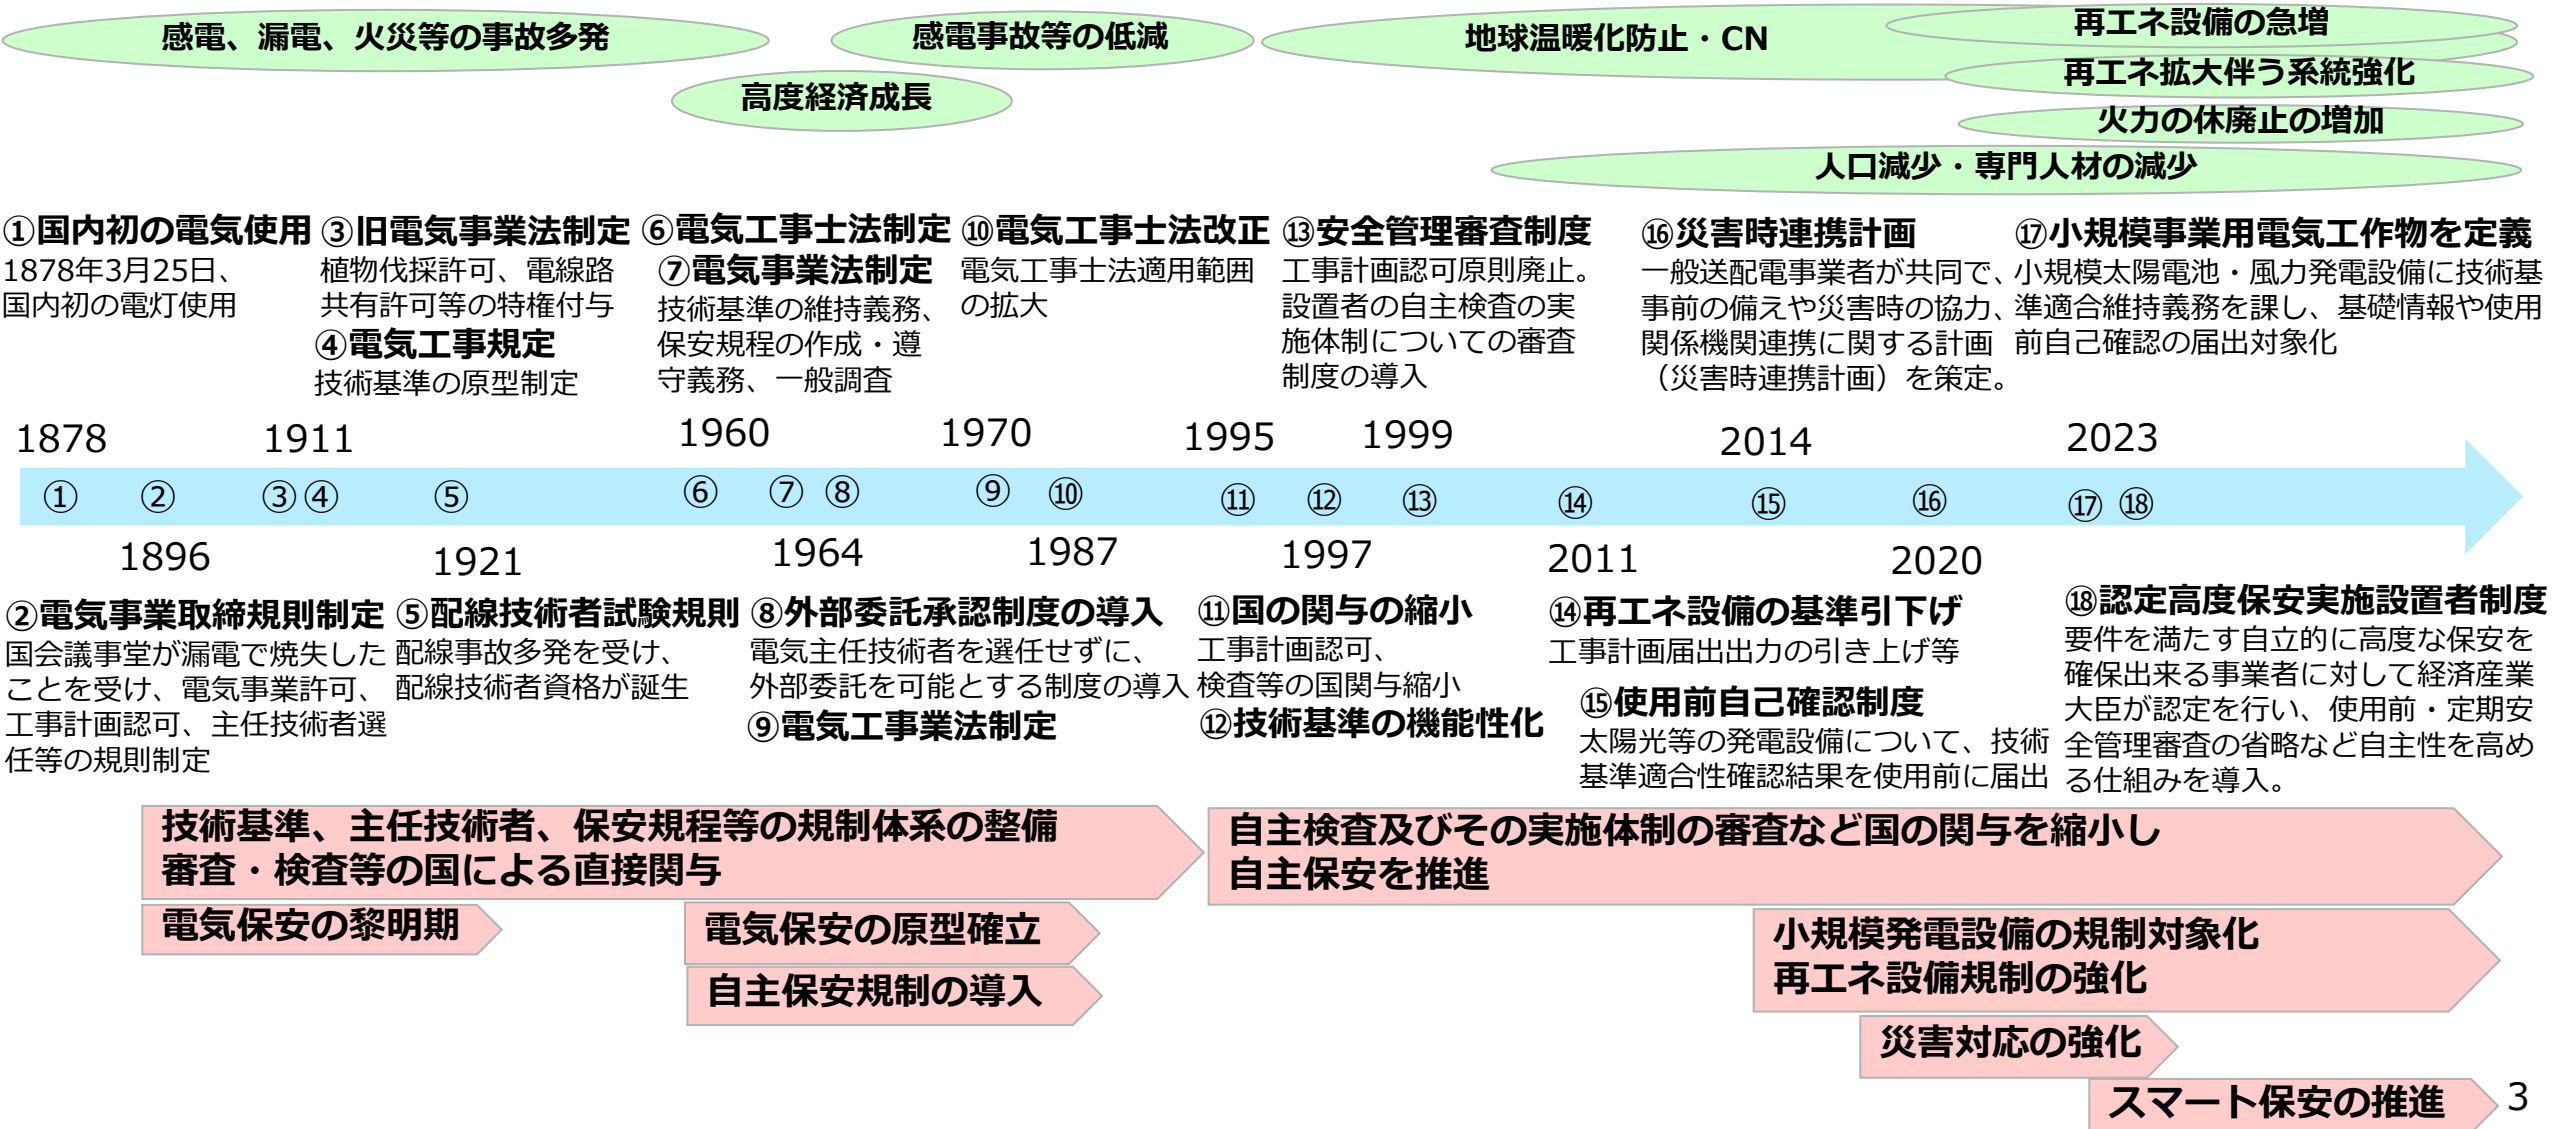 感電、漏電、火災等の事故多発
感電事故等の低減
地球温暖化防止・CN
再エネ設備の急増
高度経済成長
再エネ拡大伴う系統強化
火力の休廃止の増加
人口減少・専門人材の減少
①国内初の電気使用
1878年3月25日、
国内初の電灯使用
③旧電気事業法制定
植物伐採許可、電線路
共有許可等の特権付与
④電気工事規定
技術基準の原型制定
⑥電気工事士法制定
⑦電気事業法制定
技術基準の維持義務、
保安規程の作成・遵
守義務、一般調査
⑩電気工事士法改正
電気工事士法適用範囲
の拡大
⑬安全管理審査制度
工事計画認可原則廃止。
設置者の自主検査の実
施体制についての審査
制度の導入
⑯災害時連携計画
一般送配電事業者が共同で、
事前の備えや災害時の協力、
関係機関連携に関する計画
（災害時連携計画）を策定。
⑰小規模事業用電気工作物を定義
小規模太陽電池・風力発電設備に技術基
準適合維持義務を課し、基礎情報や使用
前自己確認の届出対象化
1878 1911 1960 1970 1995 1999 2014 2023
① ② ③ ④ ⑤ ⑥ ⑦ ⑧ ⑨ ⑩ ⑪ ⑫ ⑬ ⑭ ⑮ ⑯ ⑰ ⑱
1896 1921 1964 1987 1997 2011 2020
②電気事業取締規則制定
国会議事堂が漏電で焼失した
ことを受け、電気事業許可、
工事計画認可、主任技術者選
任等の規則制定
⑤配線技術者試験規則
配線事故多発を受け、
配線技術者資格が誕生
⑧外部委託承認制度の導入
電気主任技術者を選任せずに、
外部委託を可能とする制度の導入
⑨電気工事業法制定
⑪国の関与の縮小
工事計画認可、
検査等の国関与縮小
⑫技術基準の機能性化
⑭再エネ設備の基準引下げ
工事計画届出出力の引き上げ等
⑮使用前自己確認制度
太陽光等の発電設備について、技術
基準適合性確認結果を使用前に届出
⑱認定高度保安実施設置者制度
要件を満たす自立的に高度な保安を
確保出来る事業者に対して経済産業
大臣が認定を行い、使用前・定期安
全管理審査の省略など自主性を高め
る仕組みを導入。
技術基準、主任技術者、保安規程等の規制体系の整備
審査・検査等の国による直接関与
自主検査及びその実施体制の審査など国の関与を縮小し
自主保安を推進
電気保安の黎明期
電気保安の原型確立
自主保安規制の導入
小規模発電設備の規制対象化
再エネ設備規制の強化
災害対応の強化
スマート保安の推進
3